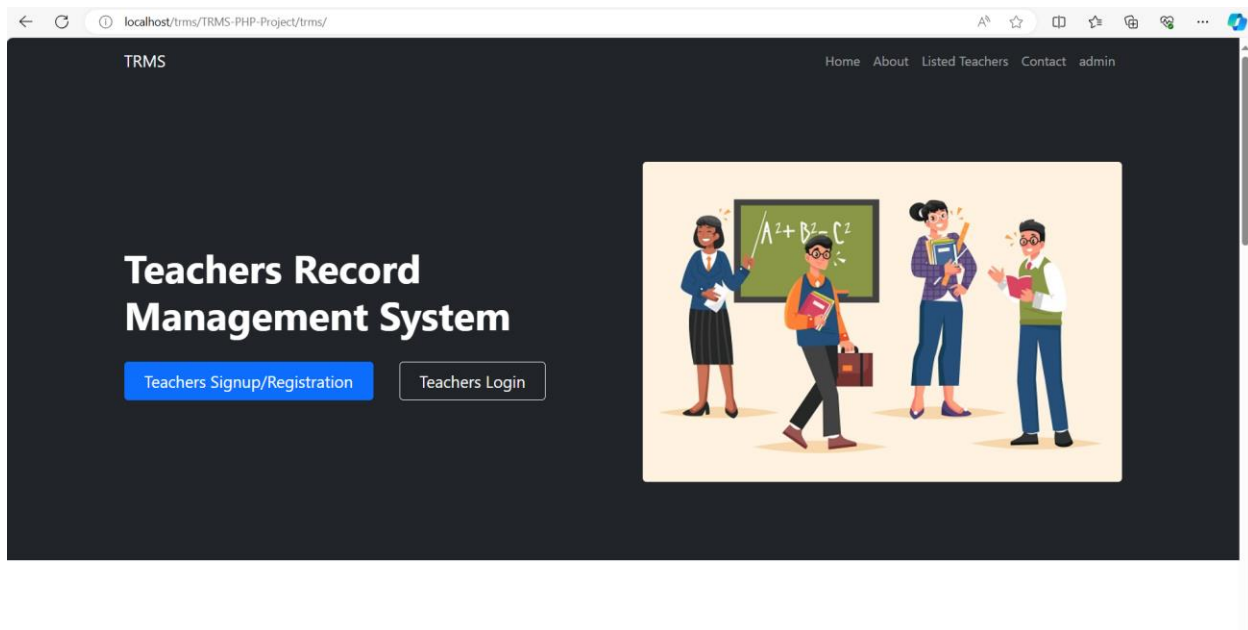 localhost/trms/TRMS-PHP-Project/trms/
TRMS
Home About Listed Teachers Contact admin
Teachers Record
Management System
Teachers Signup/Registration Teachers Login
A²+ B²- C²